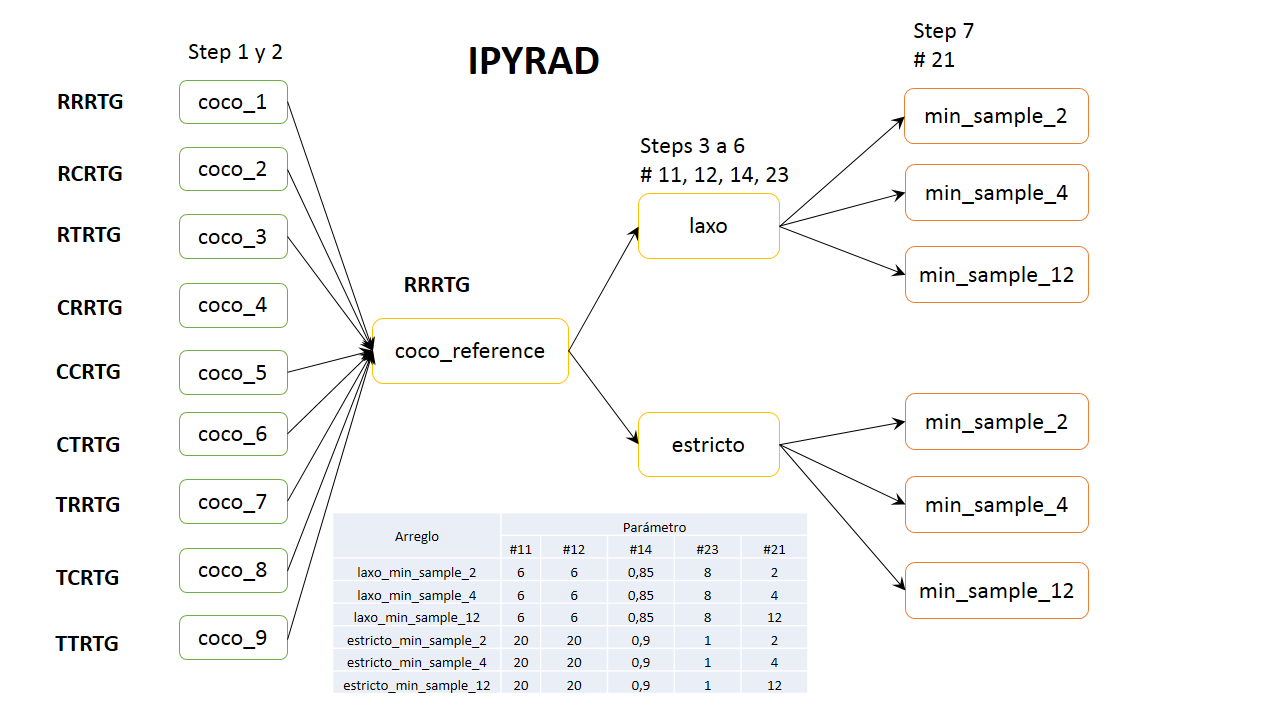 IPYRAD
Step 1 y 2
RRRTG
coco_1
RCRTG
coco_2
RTRTG
coco_3
CRRTG
coco_4
CCRTG
coco_5
CTRTG
coco_6
TRRTG
coco_7
TCRTG
coco_8
TTRTG
coco_9
RRRTG
coco_reference
Steps 3 a 6
# 11, 12, 14, 23
laxo
estricto
Step 7
# 21
min_sample_2
min_sample_4
min_sample_12
min_sample_2
min_sample_4
min_sample_12
Arreglo Parámetro
#11 #12 #14 #23 #21
laxo_min_sample_2 6 6 0,85 8 2
laxo_min_sample_4 6 6 0,85 8 4
laxo_min_sample_12 6 6 0,85 8 12
estricto_min_sample_2 20 20 0,9 1 2
estricto_min_sample_4 20 20 0,9 1 4
estricto_min_sample_12 20 20 0,9 1 12